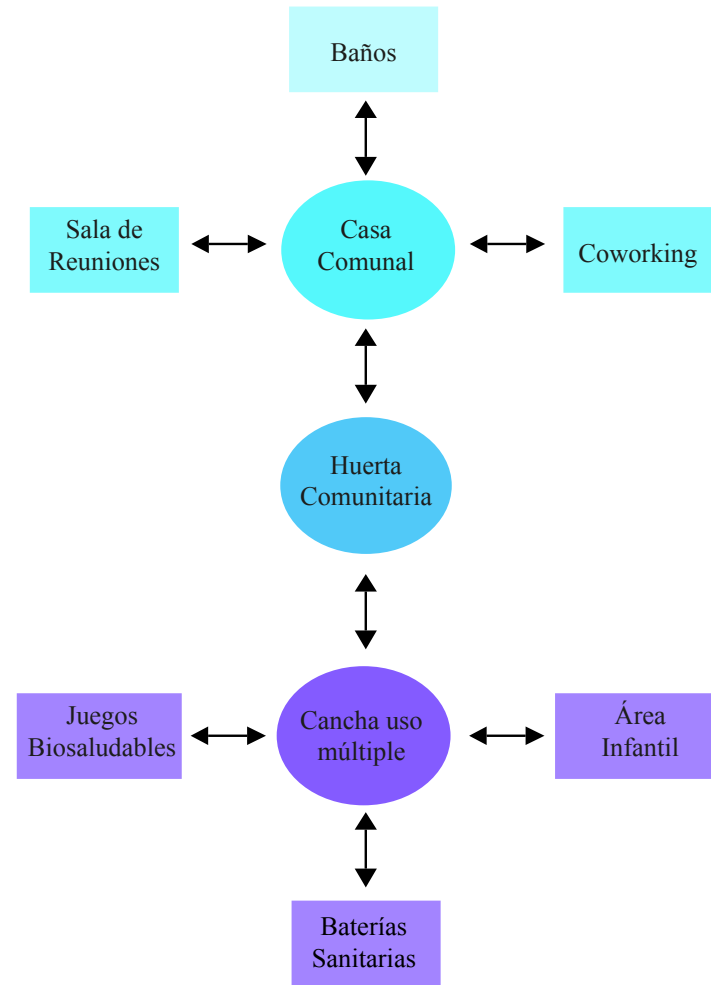 Baños
Sala de
Reuniones
Casa
Comunal
Coworking
Huerta
Comunitaria
Juegos
Biosaludables
Cancha uso
múltiple
Área
Infantil
Baterías
Sanitarias